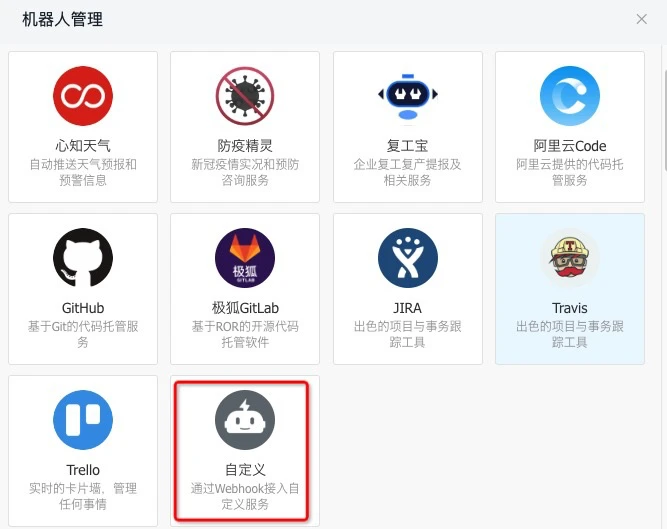 机器人管理
心知天气
自动推送天气预报和
预警信息
防疫精灵
新冠疫情实况和预防
咨询服务
复工宝
企业复工复产提报及
相关服务
阿里云Code
阿里云提供的代码托
管服务
GitHub
基于Git的代码托管服
务
极狐
GITLAB
极狐GitLab
基于ROR的开源代码
托管软件
JIRA
出色的项目与事务跟
踪工具
T
Travis
出色的项目与事务跟
踪工具
Trello
实时的卡片墙，管理
任何事情
自定义
通过Webhook接入自
定义服务